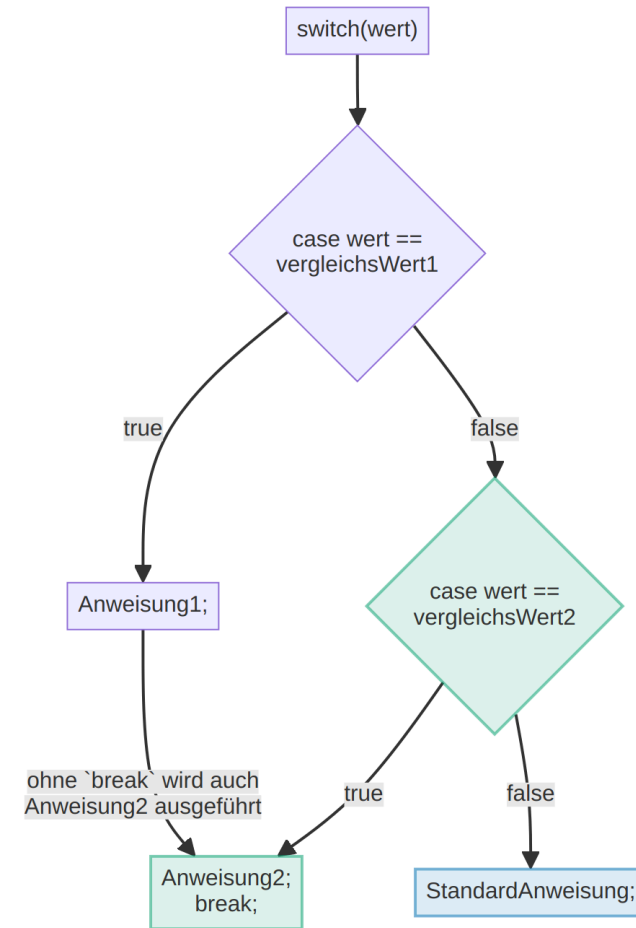 switch(wert)
case wert ==
vergleichsWert1
true
false
Anweisung1;
case wert ==
vergleichsWert2
ohne `break` wird auch
Anweisung2 ausgeführt
true
false
Anweisung2;
break;
StandardAnweisung;